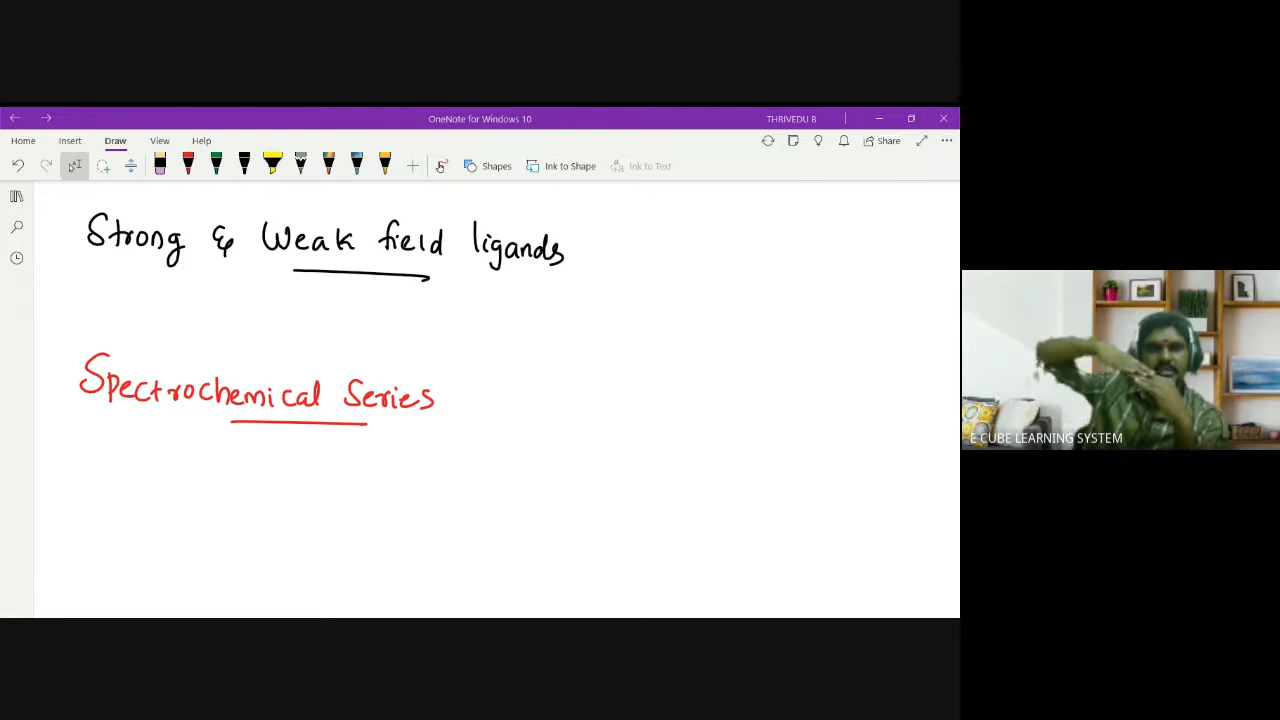 OneNote for Windows 10
THRIVEDU B
Home Insert Draw View Help
Share
Shapes Ink to Shape Ink to Text
Strong & Weak field ligands
Spectrochemical Series
E CUBE LEARNING SYSTEM